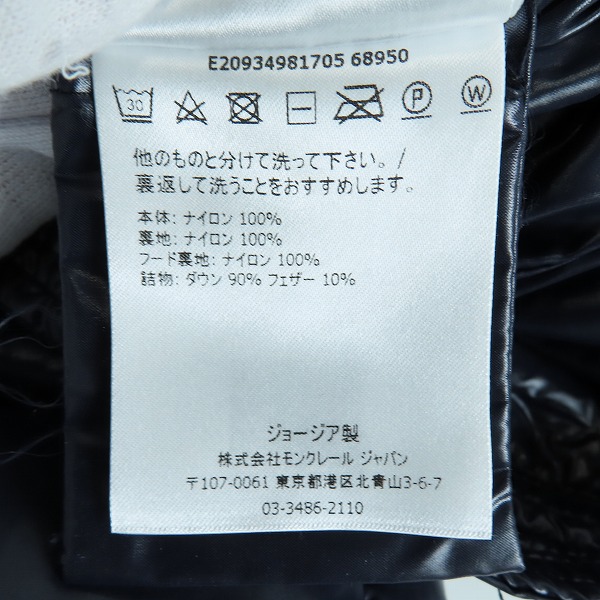 E20934981705 68950
30
P
W
他のものと分けて洗って下さい。/
裏返して洗うことをおすすめします。
本体: ナイロン 100%
裏地: ナイロン 100%
フード裏地: ナイロン 100%
詰物: ダウン 90% フェザー 10%
ジョージア製
株式会社モンクレール ジャパン
〒107-0061 東京都港区北青山3-6-7
03-3486-2110